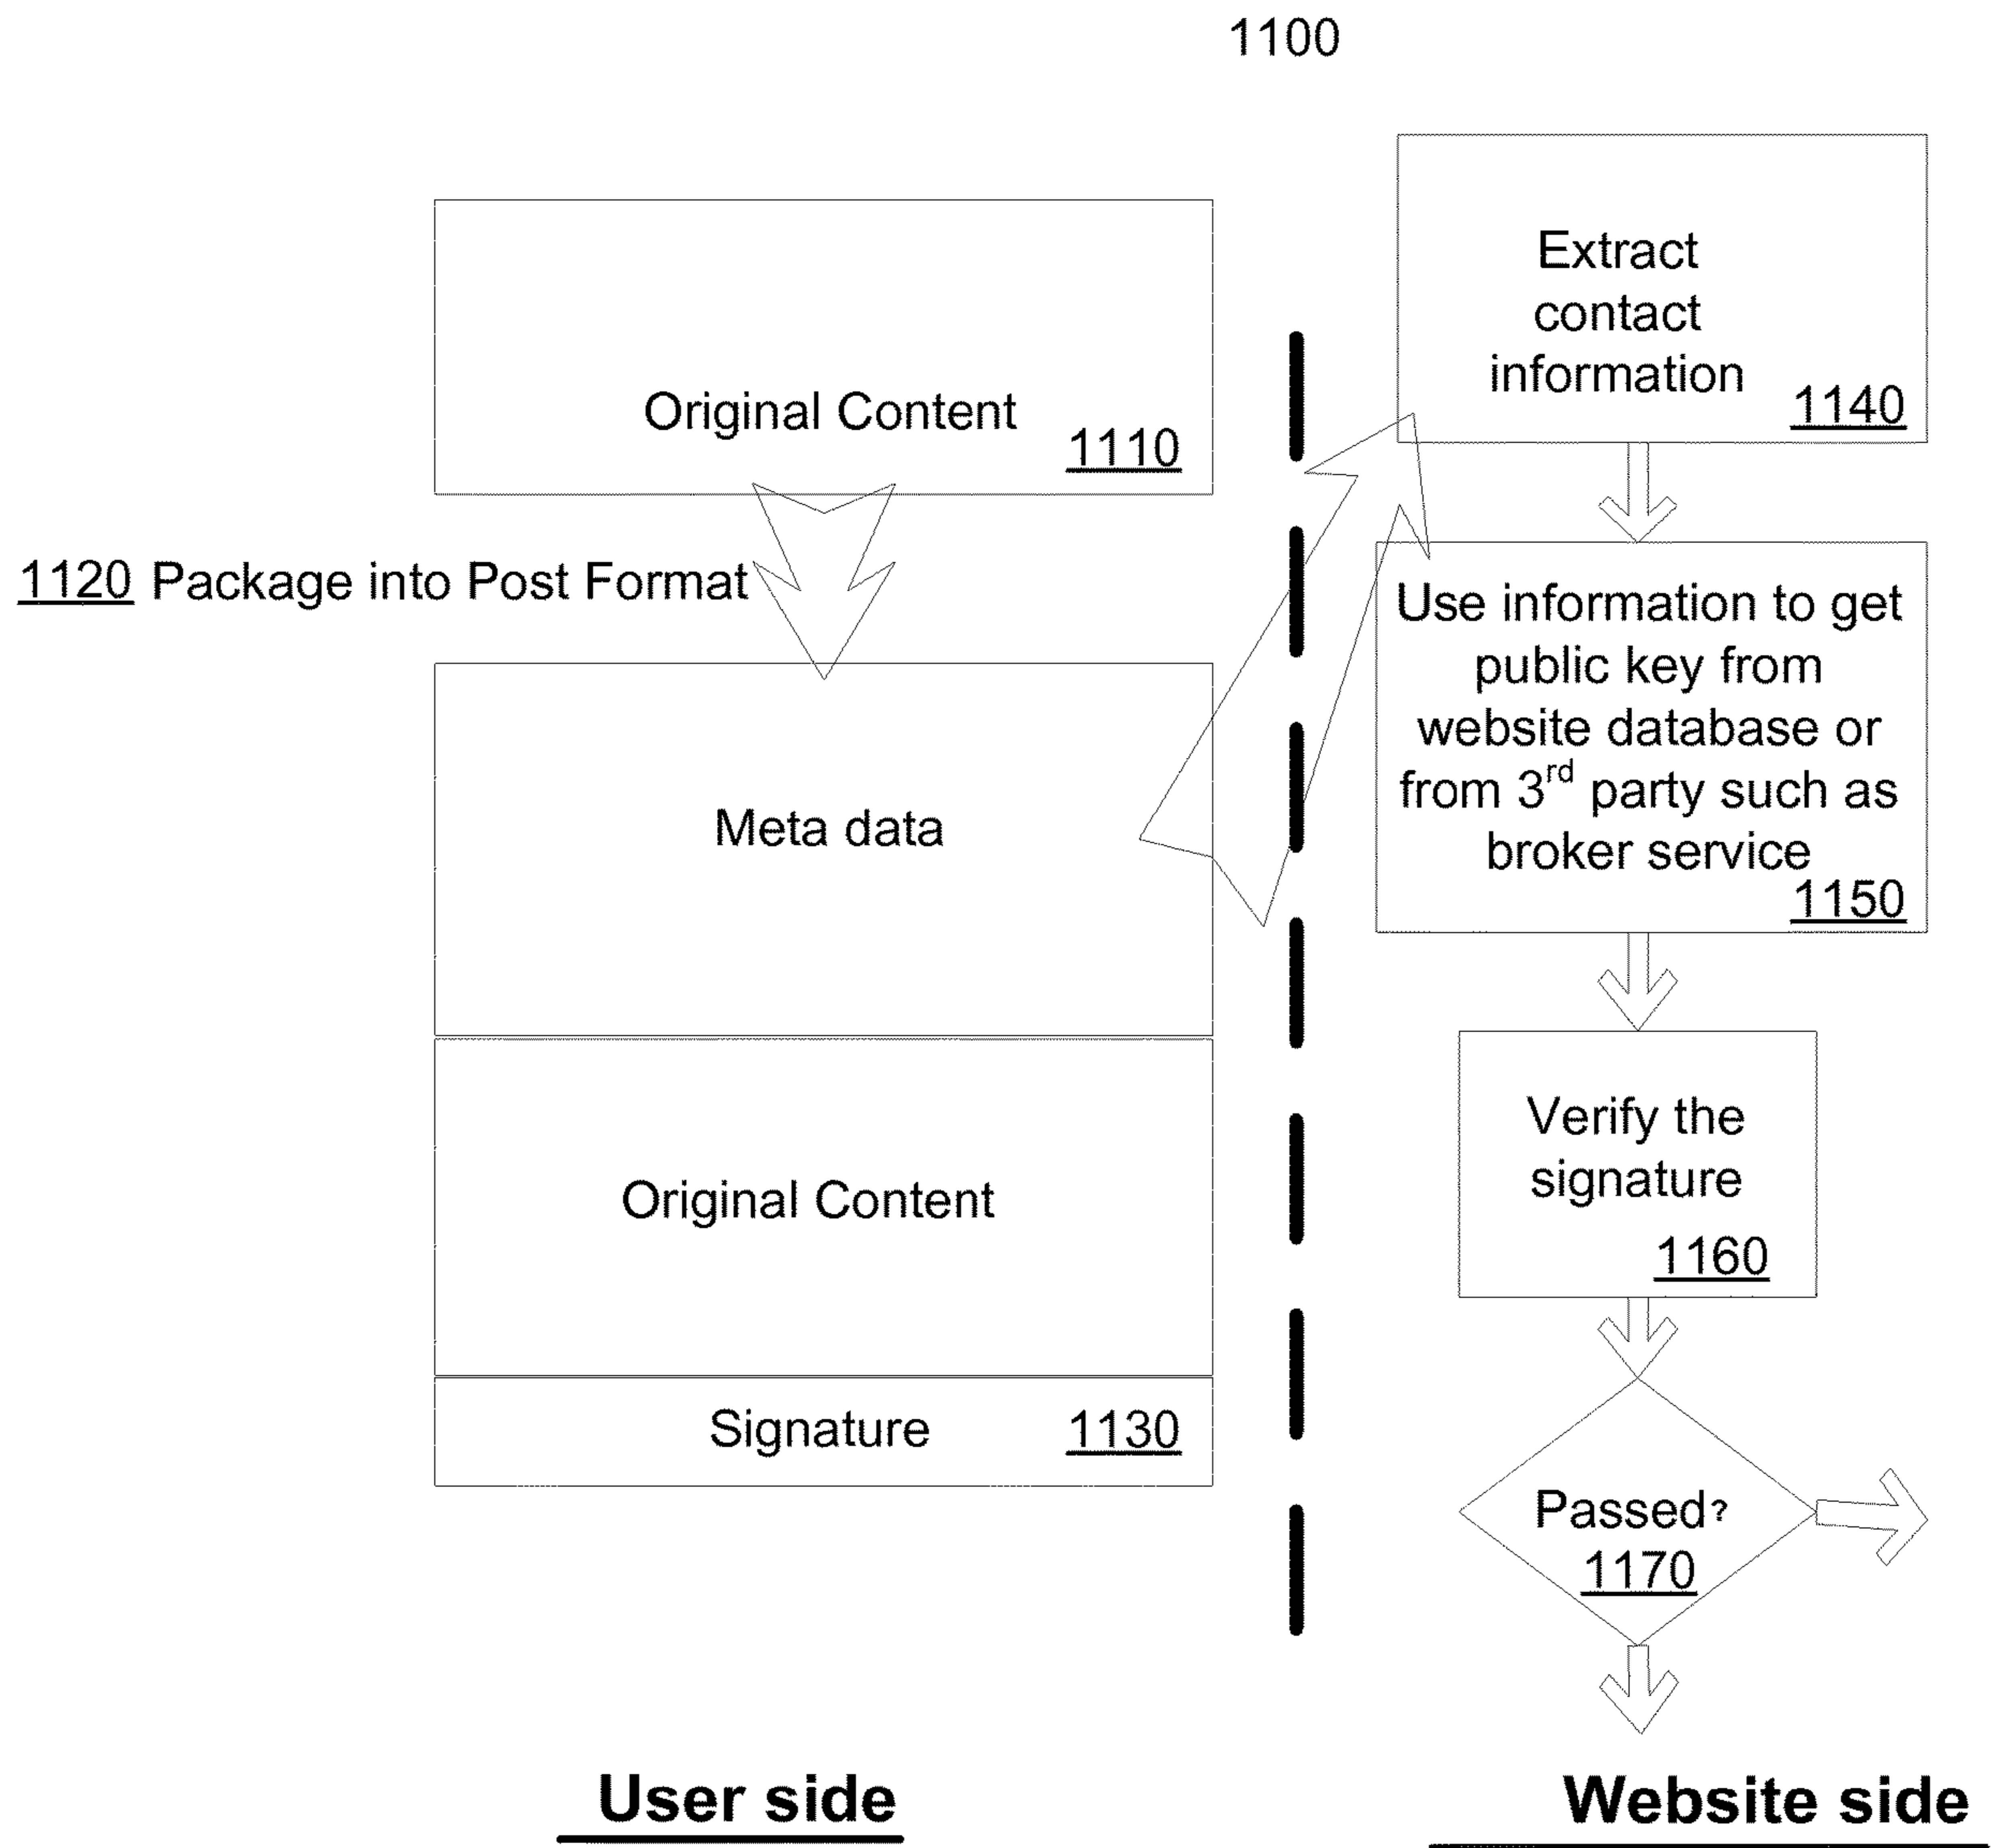 1100
Original Content
1110
1120 Package into Post Format
Meta data
Original Content
Signature 1130
User side
Extract
contact
information
1140
Use information to get
public key from
website database or
from 3rd party such as
broker service
1150
Verify the
signature
1160
Passed?
1170
Website side